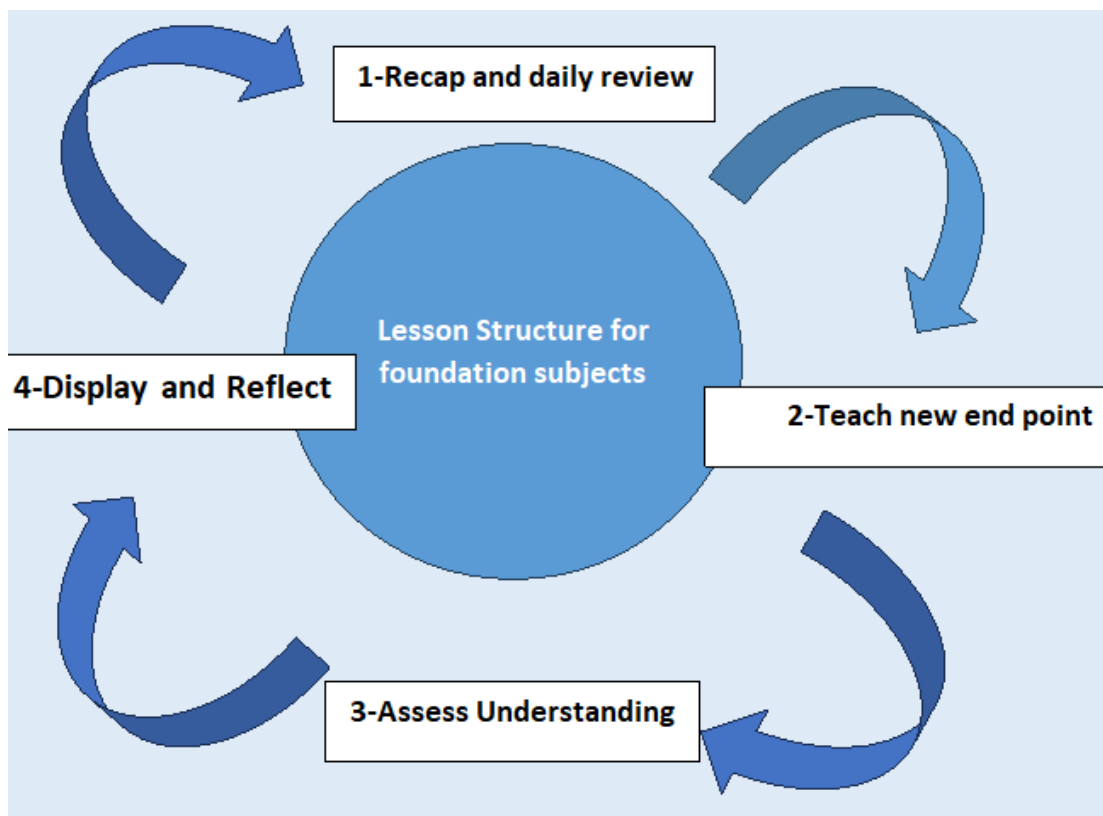 1-Recap and daily review
Lesson Structure for
foundation subjects
4-Display and Reflect
2-Teach new end point
3-Assess Understanding